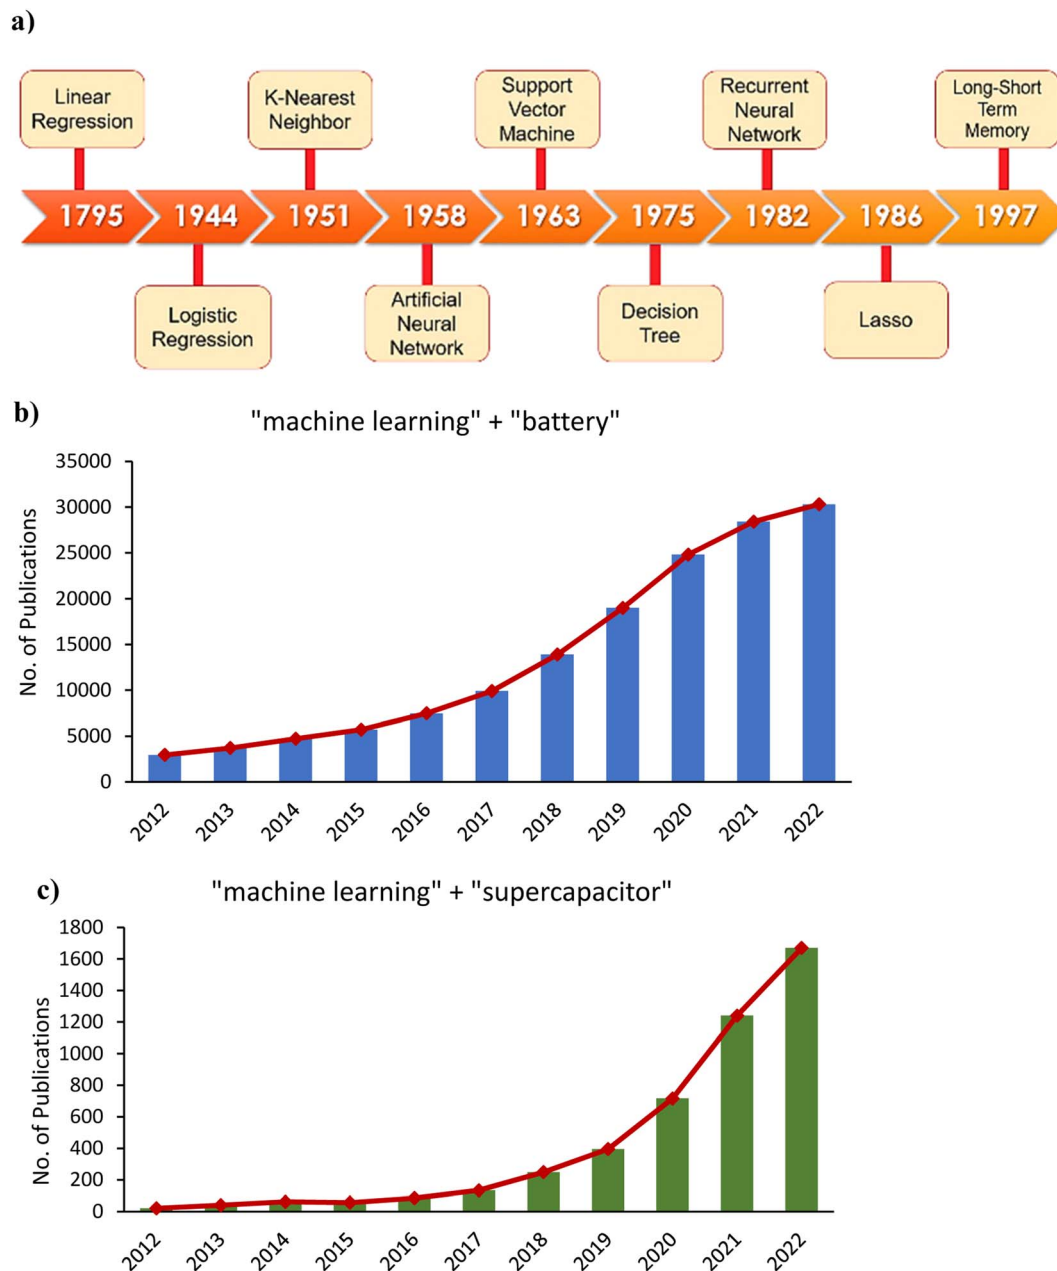 a)
Linear
Regression
K-Nearest
Neighbor
Support
Vector
Machine
Recurrent
Neural
Network
Long-Short
Term
Memory
1795 1944 1951 1958 1963 1975 1982 1986 1997
Logistic
Regression
Artificial
Neural
Network
Decision
Tree
Lasso
b)
"machine learning" + "battery"
No. of Publications
35000
30000
25000
20000
15000
10000
5000
0
2012 2013 2014 2015 2016 2017 2018 2019 2020 2021 2022
c)
"machine learning" + "supercapacitor"
No. of Publications
1800
1600
1400
1200
1000
800
600
400
200
0
2012 2013 2014 2015 2016 2017 2018 2019 2020 2021 2022